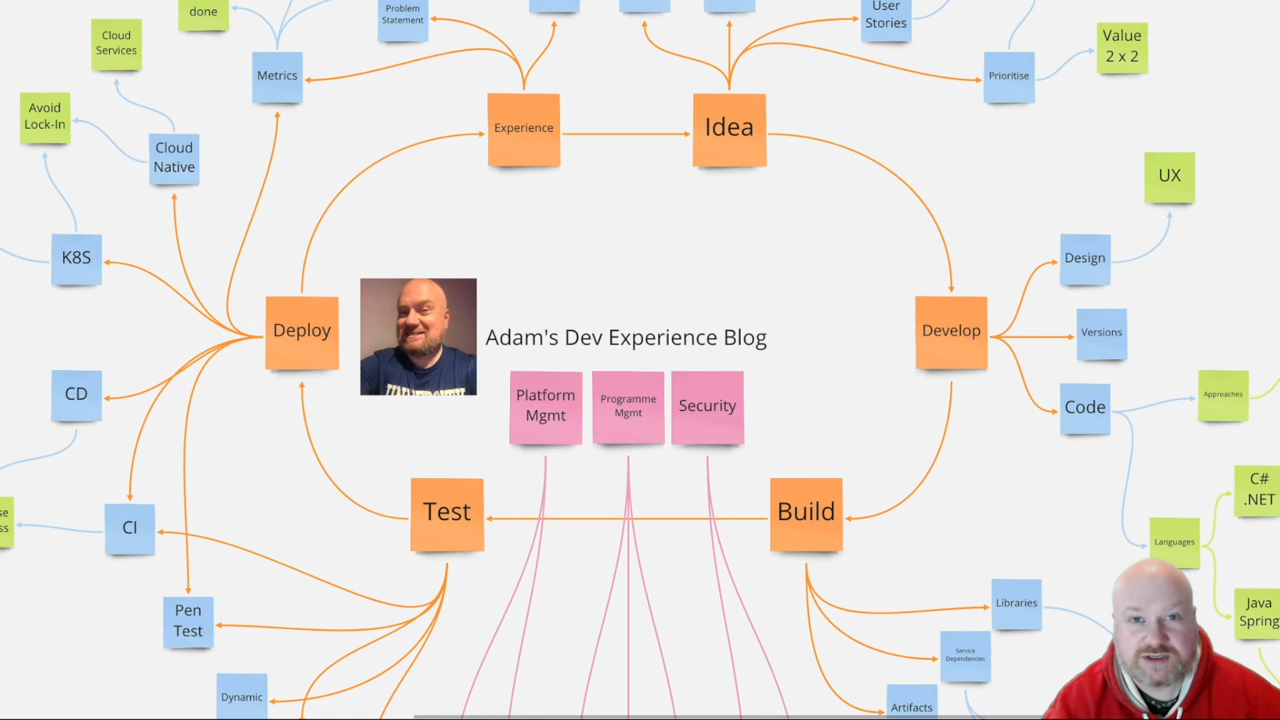 done
Problem
Statement
User
Stories
Cloud
Services
Metrics
Prioritise
Value
2 x 2
Avoid
Lock-In
Cloud
Native
Experience
Idea
UX
K8S
Design
Deploy
Adam's Dev Experience Blog
Develop
Versions
CD
Platform
Mgmt
Programme
Mgmt
Security
Code
Approaches
CI
Test
Build
C#
.NET
Languages
Pen
Test
Libraries
Java
Spring
Service
Dependencies
Dynamic
Artifacts